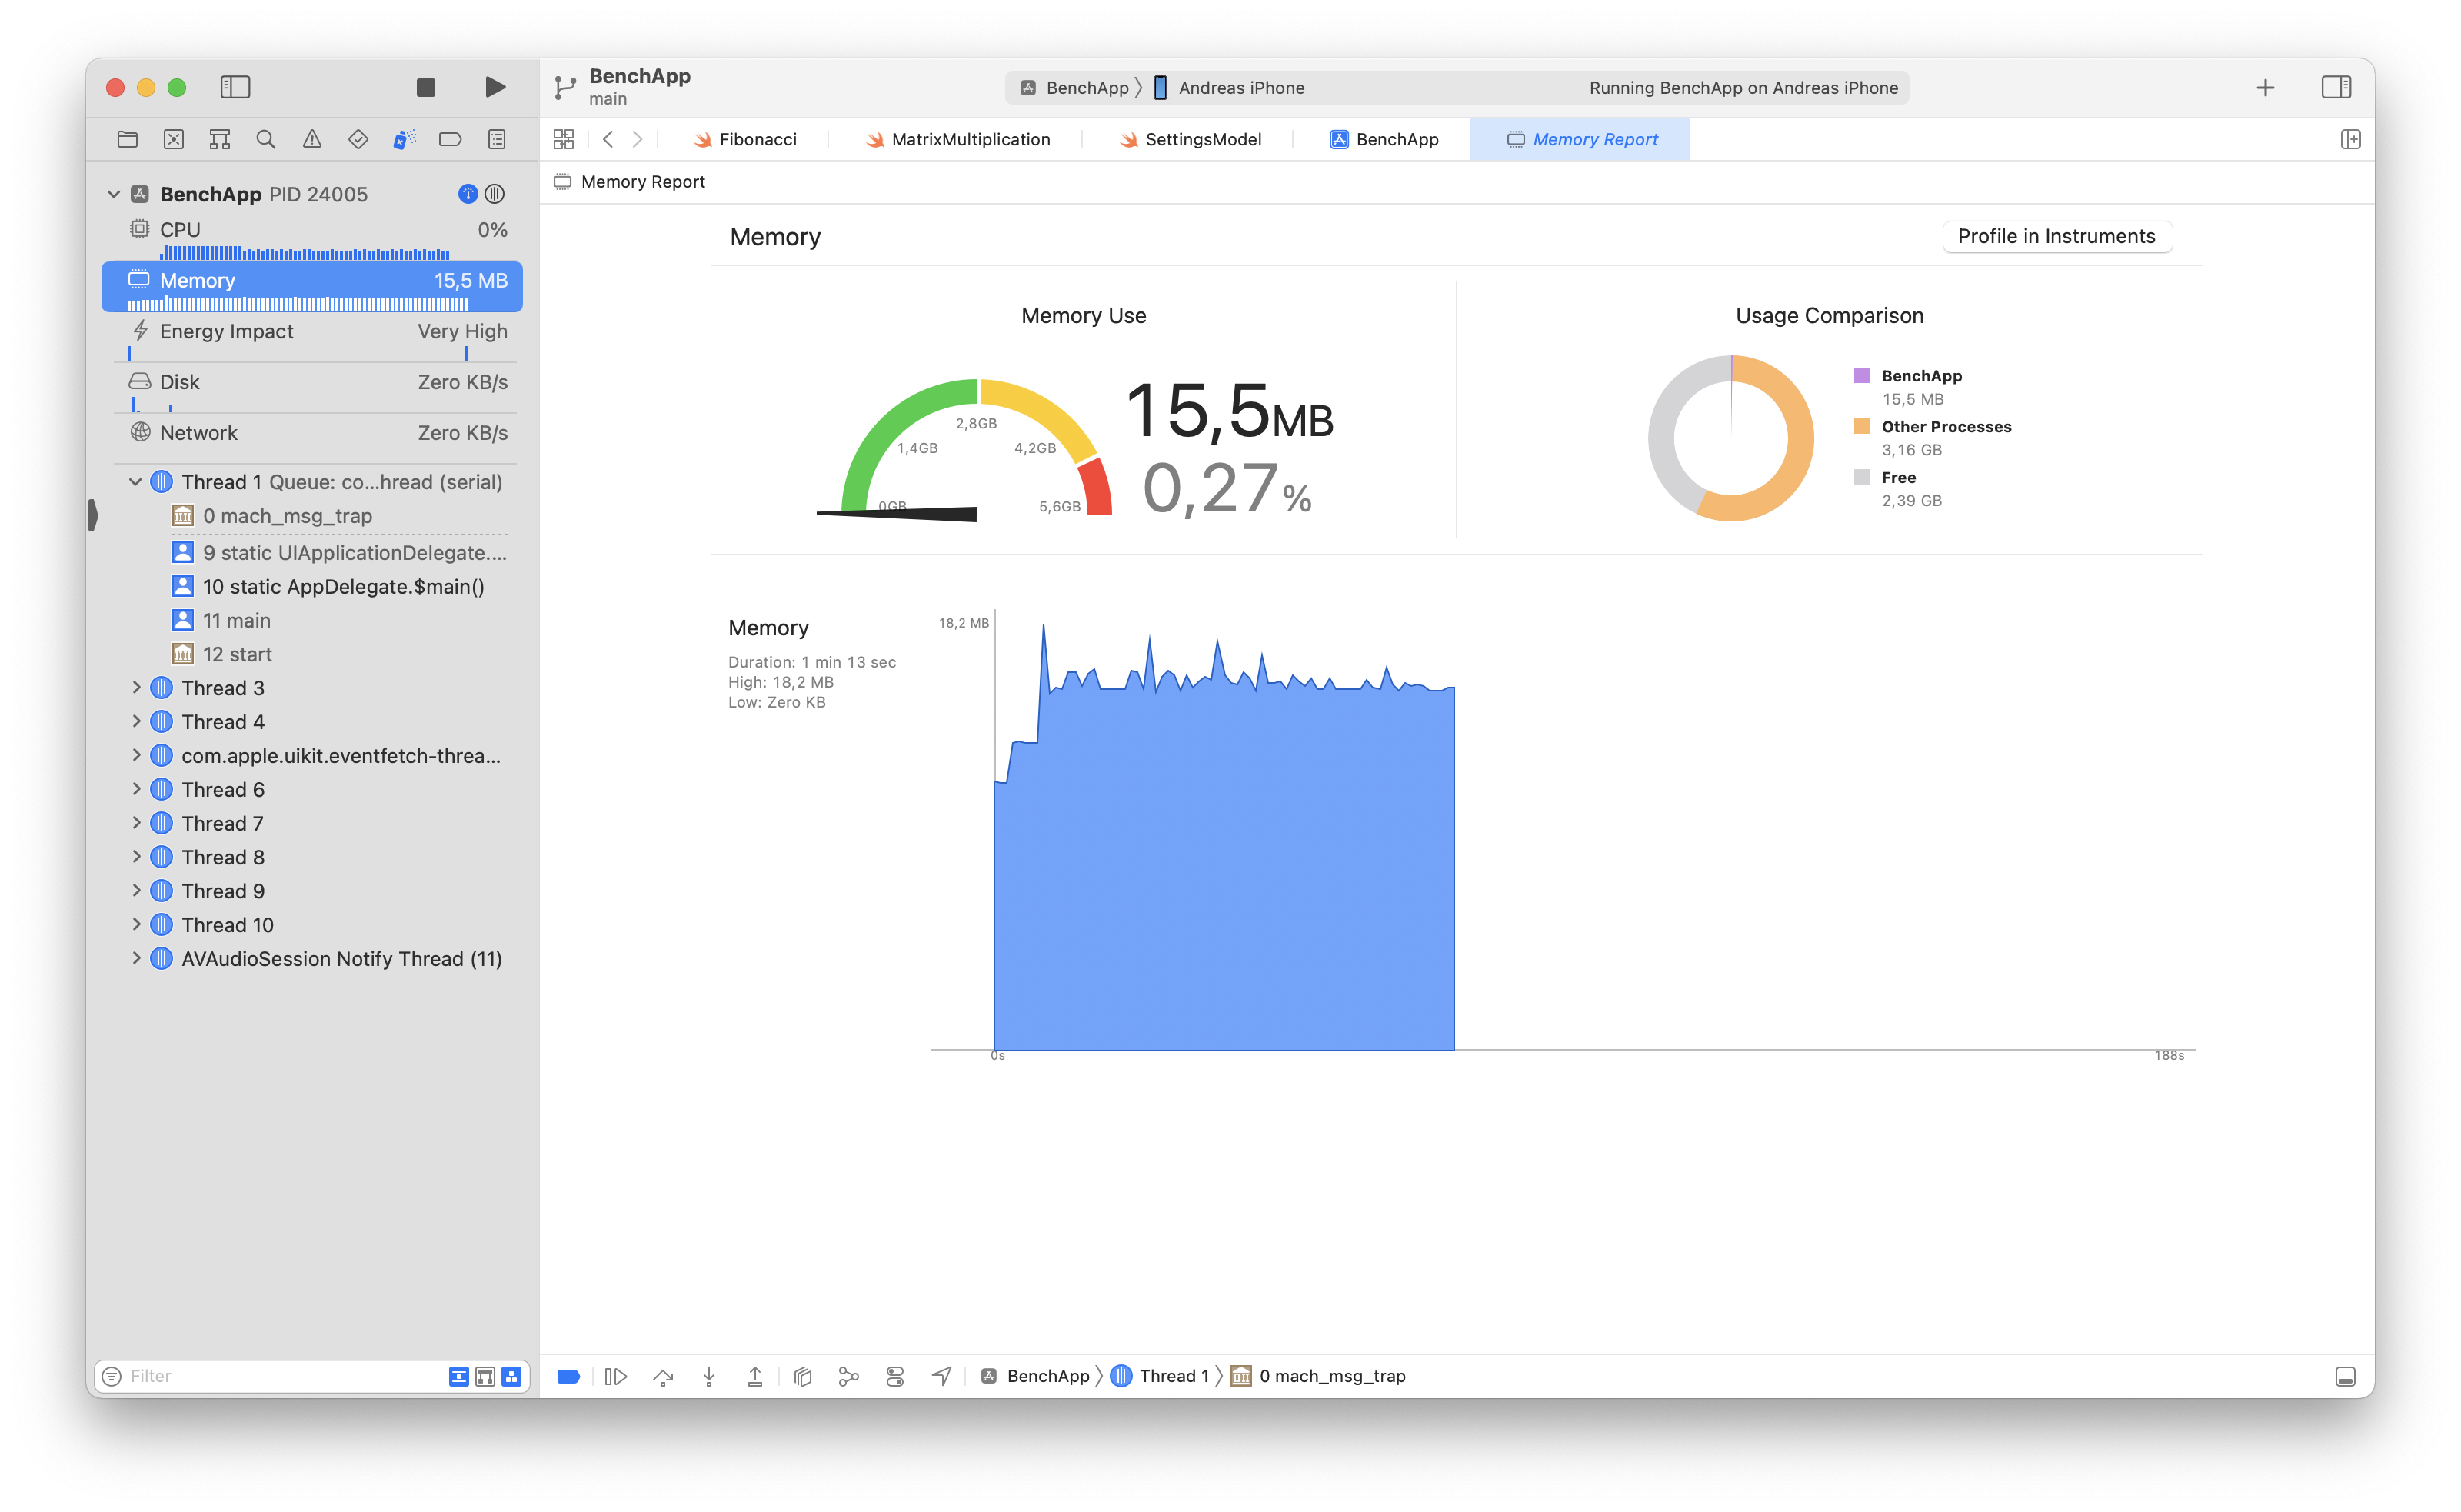 BenchApp
main
BenchApp 〉 Andreas iPhone
Running BenchApp on Andreas iPhone
Fibonacci
MatrixMultiplication
SettingsModel
BenchApp
Memory Report
Memory Report
BenchApp PID 24005
CPU 0%
Memory 15,5 MB
Energy Impact Very High
Disk Zero KB/s
Network Zero KB/s
Thread 1 Queue: co...hread (serial)
0 mach_msg_trap
9 static UIApplicationDelegate....
10 static AppDelegate.$main()
11 main
12 start
Thread 3
Thread 4
com.apple.uikit.eventfetch-threa...
Thread 6
Thread 7
Thread 8
Thread 9
Thread 10
AVAudioSession Notify Thread (11)
Filter
Memory
Profile in Instruments
Memory Use
0GB
1,4GB
2,8GB
4,2GB
5,6GB
15,5MB
0,27%
Usage Comparison
BenchApp
15,5 MB
Other Processes
3,16 GB
Free
2,39 GB
Memory
Duration: 1 min 13 sec
High: 18,2 MB
Low: Zero KB
18,2 MB
0s
188s
BenchApp 〉 Thread 1 〉 0 mach_msg_trap